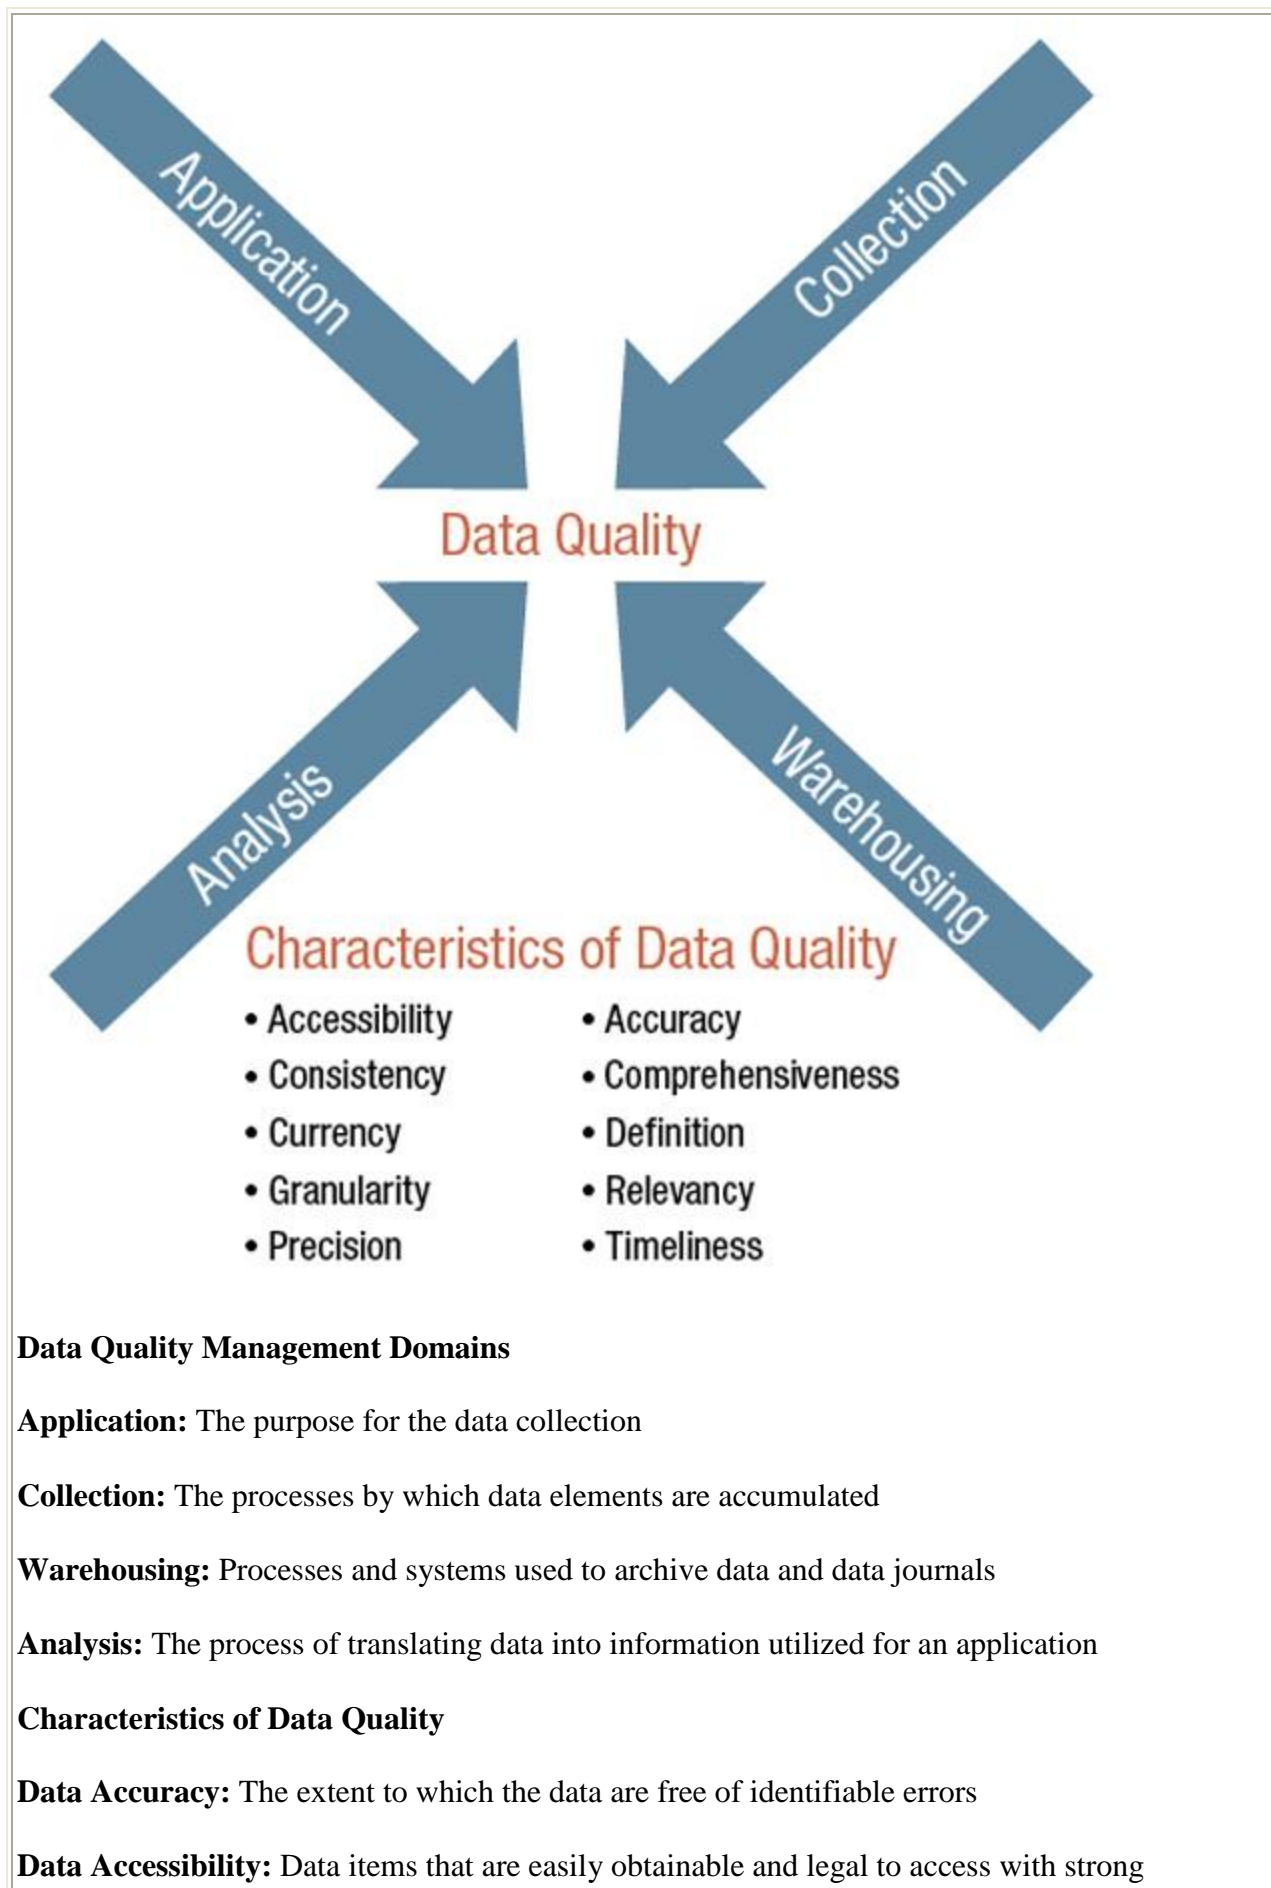 Application
Collection
Data Quality
Analysis
Warehousing
Characteristics of Data Quality
• Accessibility
• Accuracy
• Consistency
• Comprehensiveness
• Currency
• Definition
• Granularity
• Relevancy
• Precision
• Timeliness
Data Quality Management Domains
Application: The purpose for the data collection
Collection: The processes by which data elements are accumulated
Warehousing: Processes and systems used to archive data and data journals
Analysis: The process of translating data into information utilized for an application
Characteristics of Data Quality
Data Accuracy: The extent to which the data are free of identifiable errors
Data Accessibility: Data items that are easily obtainable and legal to access with strong